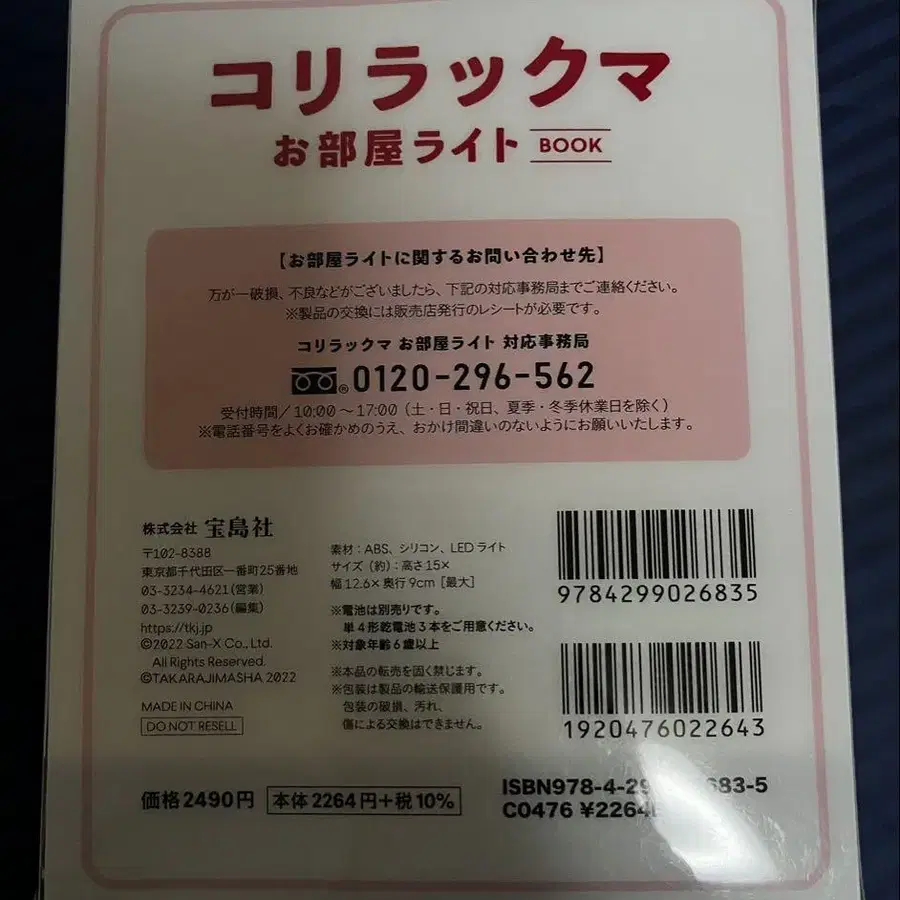 コリラックマ
お部屋ライト BOOK
【お部屋ライトに関するお問い合わせ先】
万が一破損、不良などがございましたら、下記の対応事務局までご連絡ください。
※製品の交換には販売店発行のレシートが必要です。
コリラックマ お部屋ライト 対応事務局
®0120-296-562
受付時間/10:00〜17:00（土・日・祝日、夏季・冬季休業日を除く）
※電話番号をよくお確かめのうえ、おかけ間違いのないようにお願いいたします。
株式会社 宝島社
〒102-8388
東京都千代田区一番町25番地
03-3234-4621(営業)
03-3239-0236(編集)
https://tkj.jp
©2022 San-X Co., Ltd.
All Rights Reserved.
©TAKARAJIMASHA 2022
MADE IN CHINA
DO NOT RESELL
素材：ABS、シリコン、LEDライト
サイズ（約）：高さ15×
幅12.6×奥行9cm［最大］
※電池は別売りです。
単4形乾電池3本をご用意ください。
※対象年齢6歳以上
※本品の転売を固く禁じます。
※包装は製品の輸送保護用です。
包装の破損、汚れ、
傷による交換はできません。
9784299026835
1920476022643
価格2490円 本体2264円+税10%
ISBN978-4-29 683-5
C0476 ¥2264